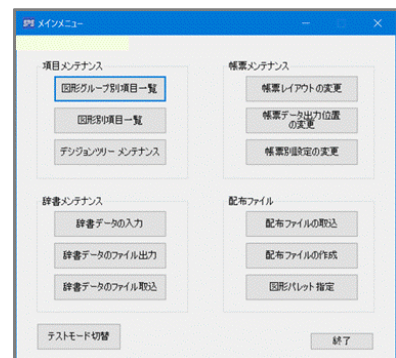 メインメニュー
項目メンテナンス
図形グループ別項目一覧
図形別項目一覧
デシジョンツリー メンテナンス
帳票メンテナンス
帳票レイアウトの変更
帳票データ出力位置
の変更
帳票別設定の変更
辞書メンテナンス
辞書データの入力
辞書データのファイル出力
辞書データのファイル取込
配布ファイル
配布ファイルの取込
配布ファイルの作成
図形パレット指定
テストモード切替
終了